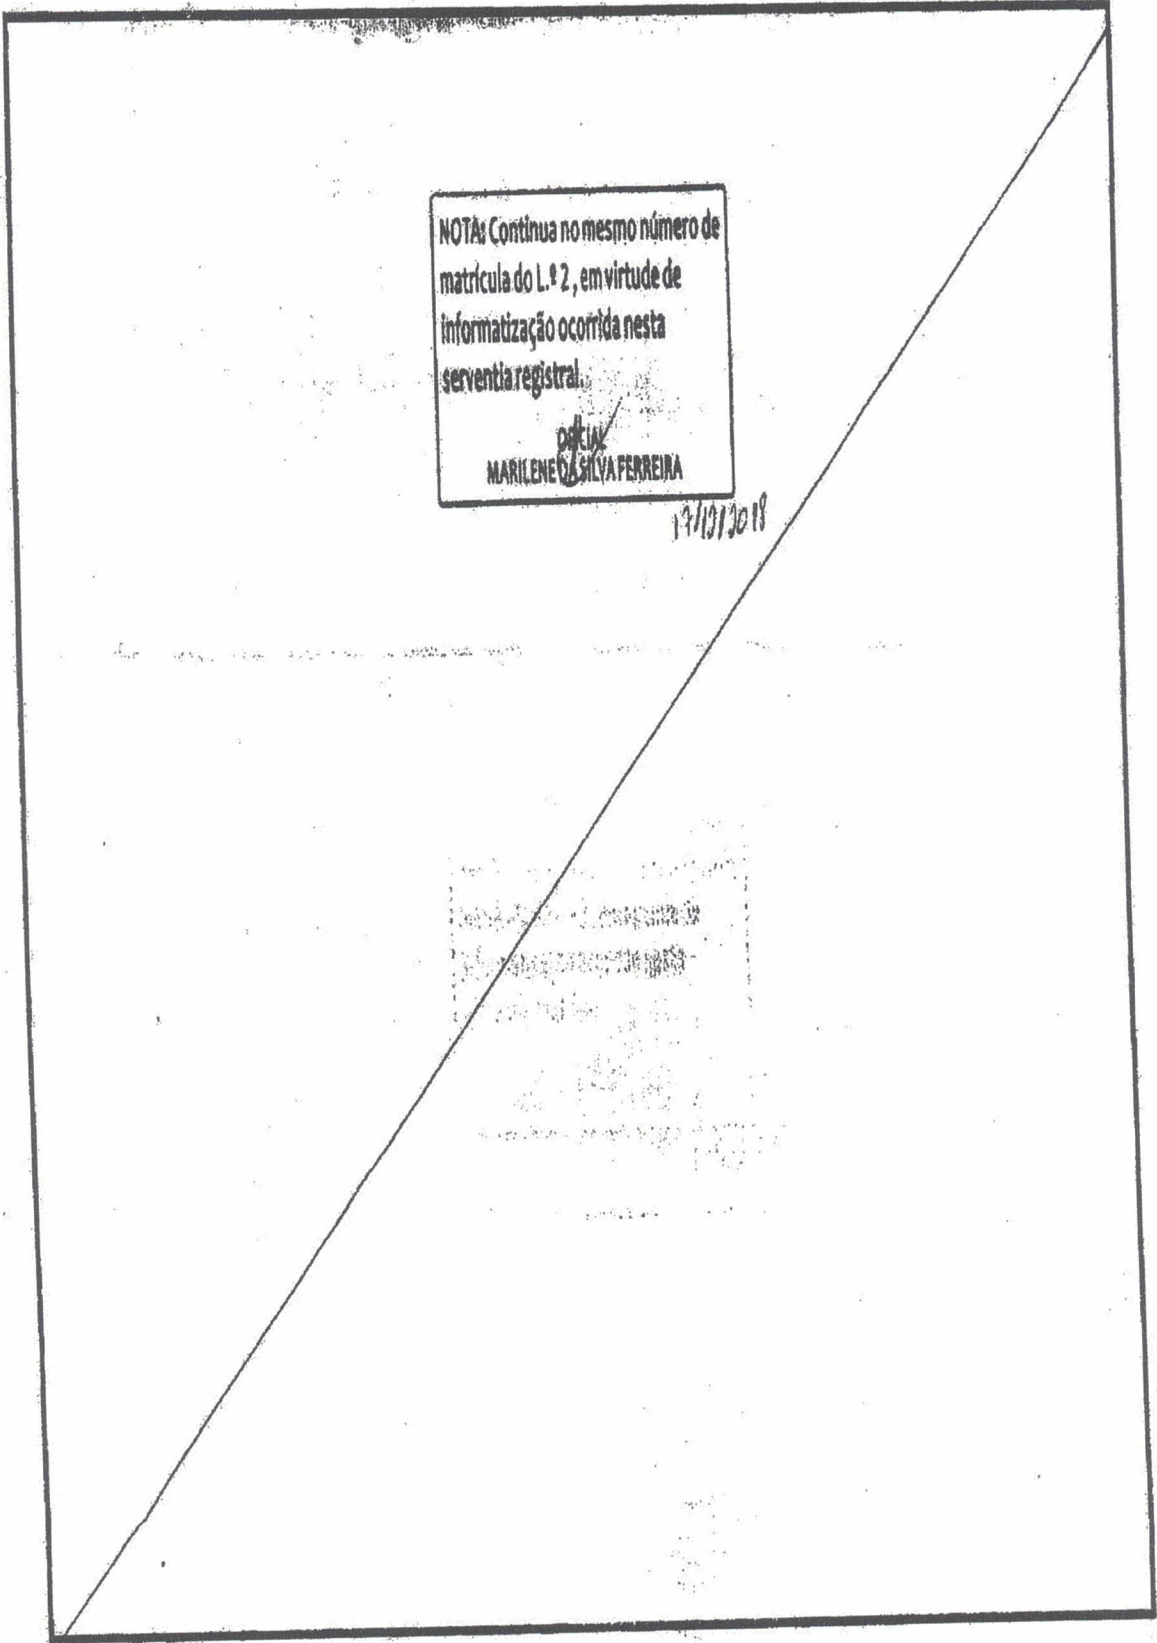 NOTA: Continua no mesmo número de
matrícula do L.º 2, em virtude de
informatização ocorrida nesta
serventia registral.
OFICIAL
MARILENE DA SILVA FERREIRA
17/12/2018